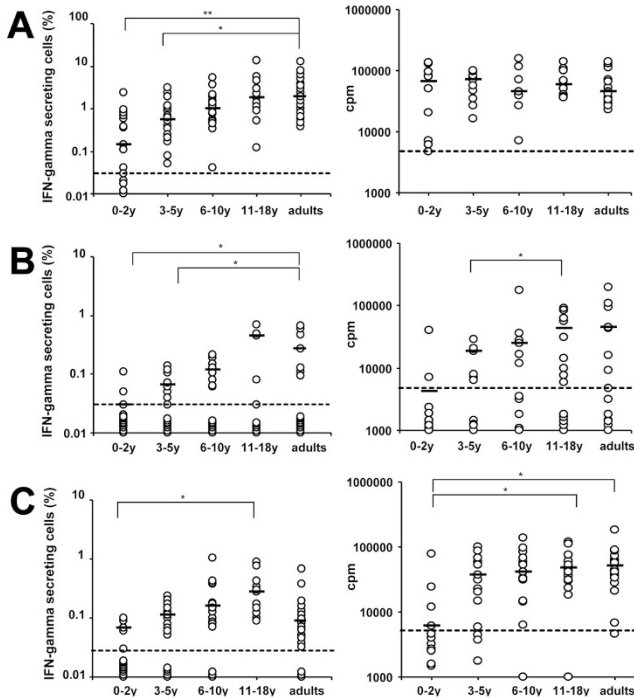 A
IFN-gamma secreting cells (%)
100
10
1
0.1
0.01
**
*
0-2y 3-5y 6-10y 11-18y adults
cpm
1000000
100000
10000
1000
0-2y 3-5y 6-10y 11-18y adults
B
IFN-gamma secreting cells (%)
10
1
0.1
0.01
*
*
0-2y 3-5y 6-10y 11-18y adults
cpm
1000000
100000
10000
1000
*
0-2y 3-5y 6-10y 11-18y adults
C
IFN-gamma secreting cells (%)
10
1
0.1
0.01
*
0-2y 3-5y 6-10y 11-18y adults
cpm
1000000
100000
10000
1000
*
*
0-2y 3-5y 6-10y 11-18y adults